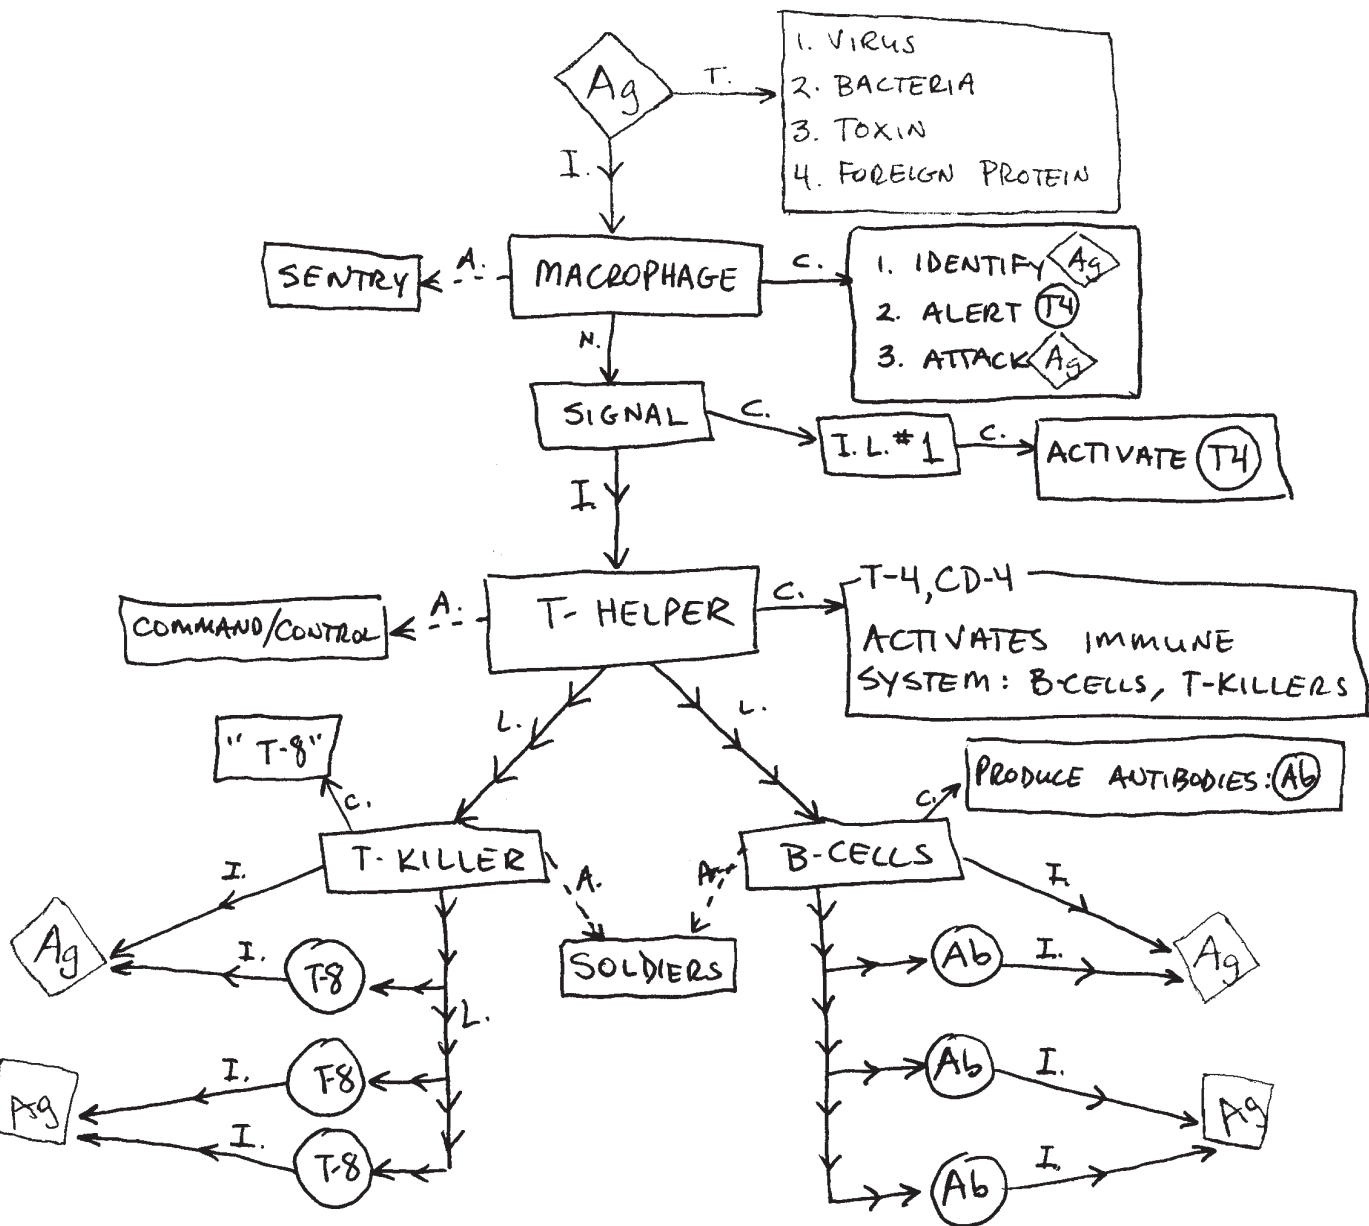 Ag
T.
1. VIRUS
2. BACTERIA
3. TOXIN
4. FOREIGN PROTEIN
I.
SENTRY
A.
MACROPHAGE
C.
1. IDENTIFY Ag
2. ALERT T4
3. ATTACK Ag
N.
SIGNAL
C.
I.L.#1
C.
ACTIVATE T4
I.
COMMAND/CONTROL
A.
T-HELPER
C.
T-4, CD-4
ACTIVATES IMMUNE
SYSTEM: B-CELLS, T-KILLERS
L.
L.
"T-8"
C.
PRODUCE ANTIBODIES: Ab
C.
T-KILLER
B-CELLS
I.
A.
A.
I.
Ag
I.
T-8
SOLDIERS
Ab
I.
Ag
L.
Ag
I.
T-8
Ab
I.
Ag
I.
T-8
Ab
I.